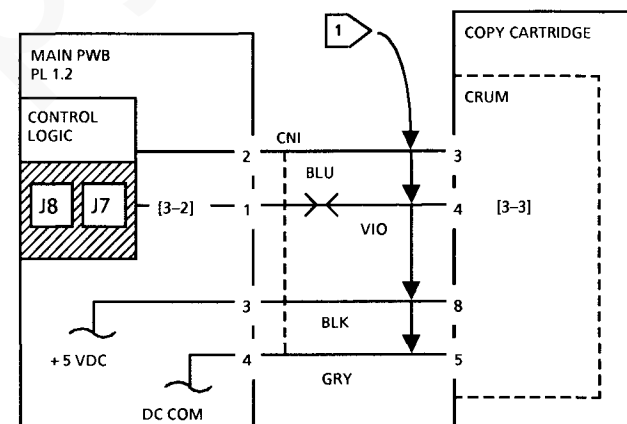 MAIN PWB
PL 1.2
CONTROL
LOGIC
J8 J7
[3-2]
+5 VDC
DC COM
2
1
3
4
CNI
BLU
VIO
BLK
GRY
1
3
4
8
5
COPY CARTRIDGE
CRUM
[3-3]